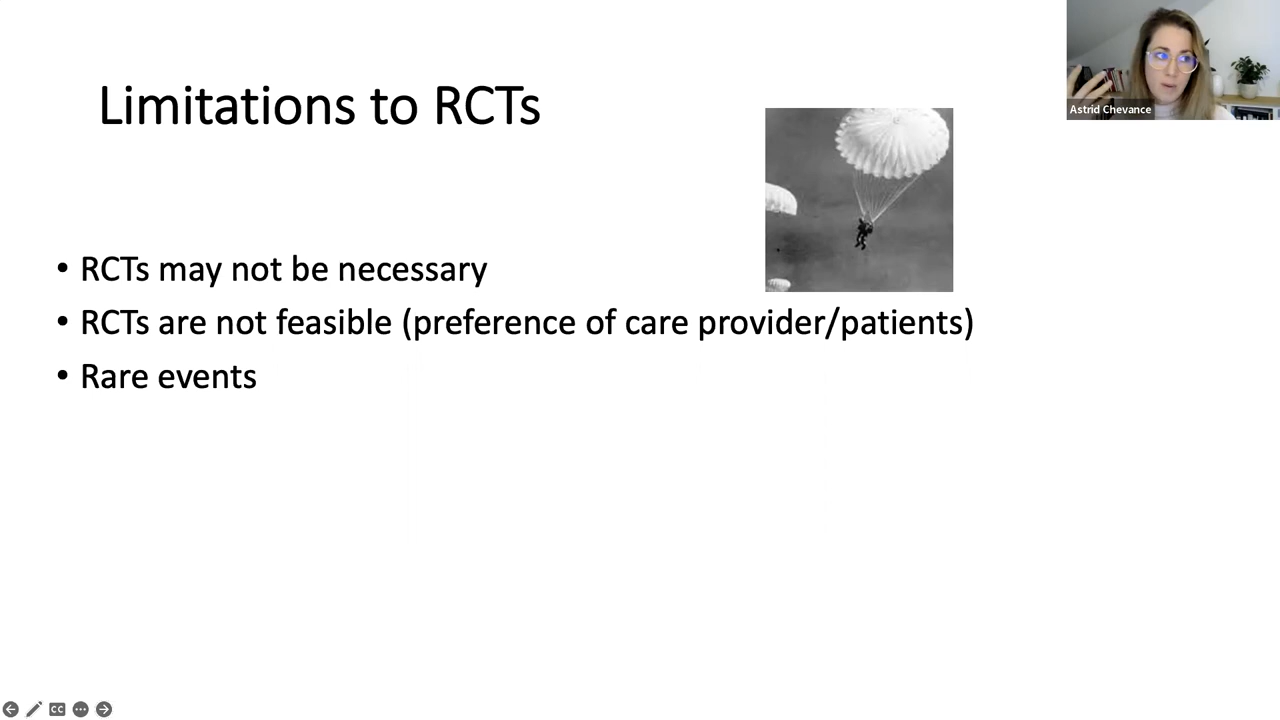 Limitations to RCTs
Astrid Chevance
• RCTs may not be necessary
• RCTs are not feasible (preference of care provider/patients)
• Rare events
CC